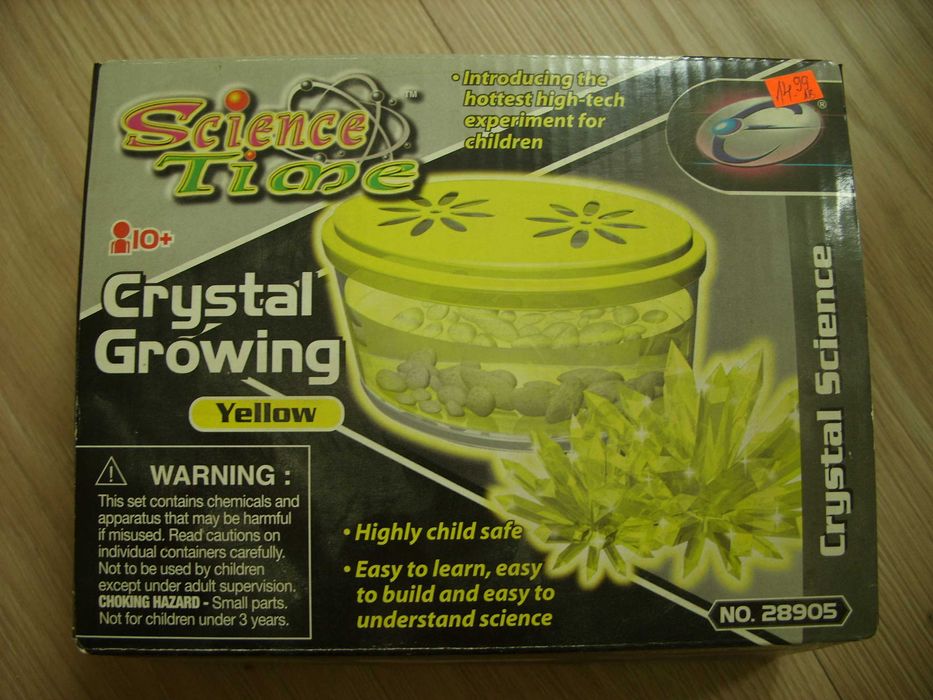 Science
Time™
• Introducing the
hottest high-tech
experiment for
children
14.99
®
10+
Crystal
Growing
Yellow
Crystal Science
WARNING :
This set contains chemicals and
apparatus that may be harmful
if misused. Read cautions on
individual containers carefully.
Not to be used by children
except under adult supervision.
CHOKING HAZARD - Small parts.
Not for children under 3 years.
• Highly child safe
• Easy to learn, easy
to build and easy to
understand science
NO. 28905